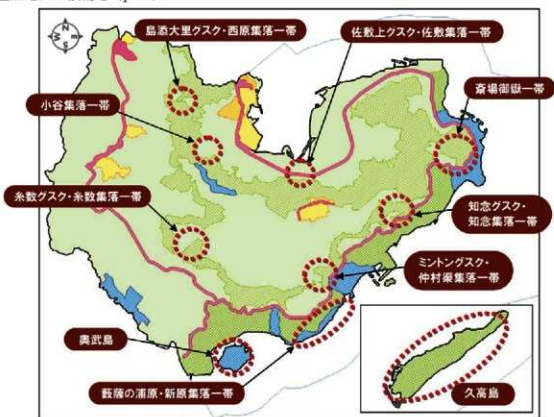 島添大里グスク・西原集落一帯
佐敷上グスク・佐敷集落一帯
小谷集落一帯
斎場御嶽一帯
糸数グスク・糸数集落一帯
知念グスク・
知念集落一帯
ミントングスク・
仲村渠集落一帯
奥武島
藪薩の浦原・新原集落一帯
久高島
N
W
E
S